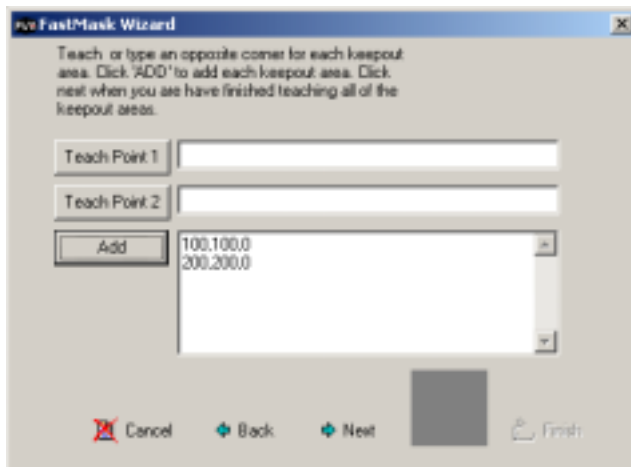 FastMask Wizard
Teach or type an opposite corner for each keepout
area. Click 'ADD' to add each keepout area. Click
next when you are have finished teaching all of the
keepout areas.
Teach Point 1
Teach Point 2
Add
100,100,0
200,200,0
Cancel
Back
Next
Finish